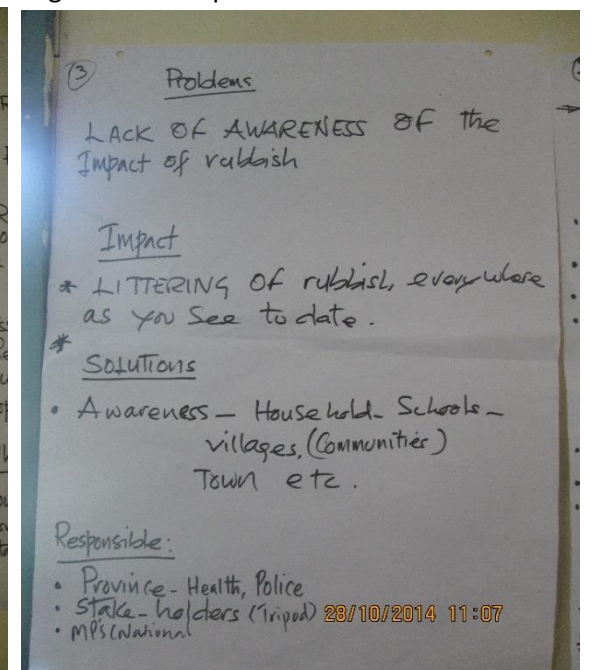 ③
Problems
LACK OF AWARENESS OF the
Impact of rubbish
Impact
* LITTERING OF rubbish, everywhere
as you See to date.
*
SOLUTIONS
• Awareness – Household – Schools –
villages, (Communities)
Town etc.
Responsible:
• Province – Health, Police
• Stake-holders (Tripod)
• MPs (National
28/10/2014 11:07